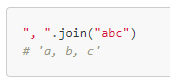 ", ".join("abc")
# 'a, b, c'